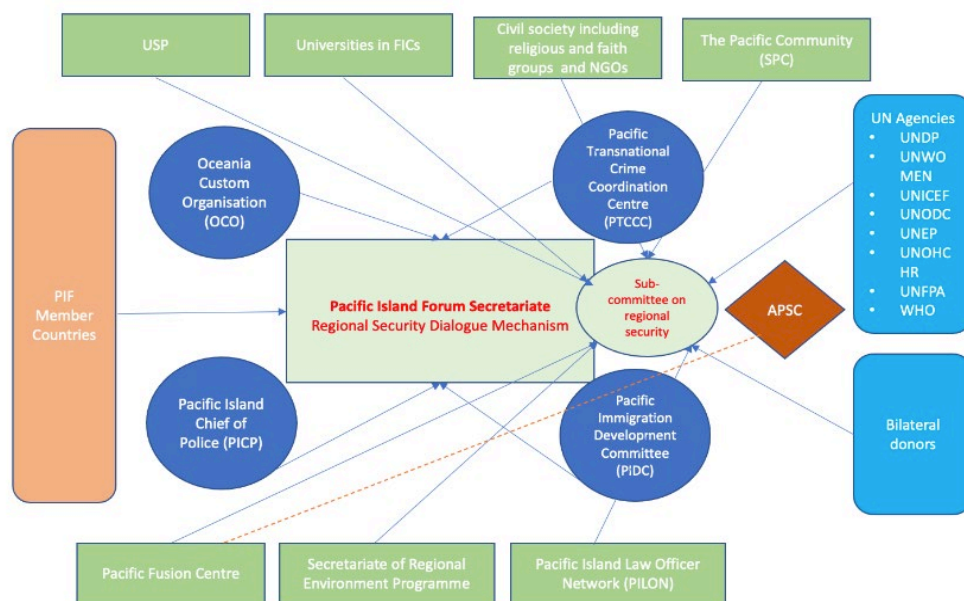 USP
Universities in FICs
Civil society including
religious and faith
groups and NGOs
The Pacific Community
(SPC)
UN Agencies
• UNDP
• UNWO
MEN
• UNICEF
• UNODC
• UNEP
• UNOHC
HR
• UNFPA
• WHO
Oceania
Custom
Organisation
(OCO)
Pacific
Transnational
Crime
Coordination
Centre
(PTCCC)
PIF
Member
Countries
Pacific Island Forum Secretariate
Regional Security Dialogue Mechanism
Sub-
committee on
regional
security
APSC
Pacific Island
Chief of
Police (PICP)
Pacific
Immigration
Development
Committee
(PIDC)
Bilateral
donors
Pacific Fusion Centre
Secretariate of Regional
Environment Programme
Pacific Island Law Officer
Network (PILON)